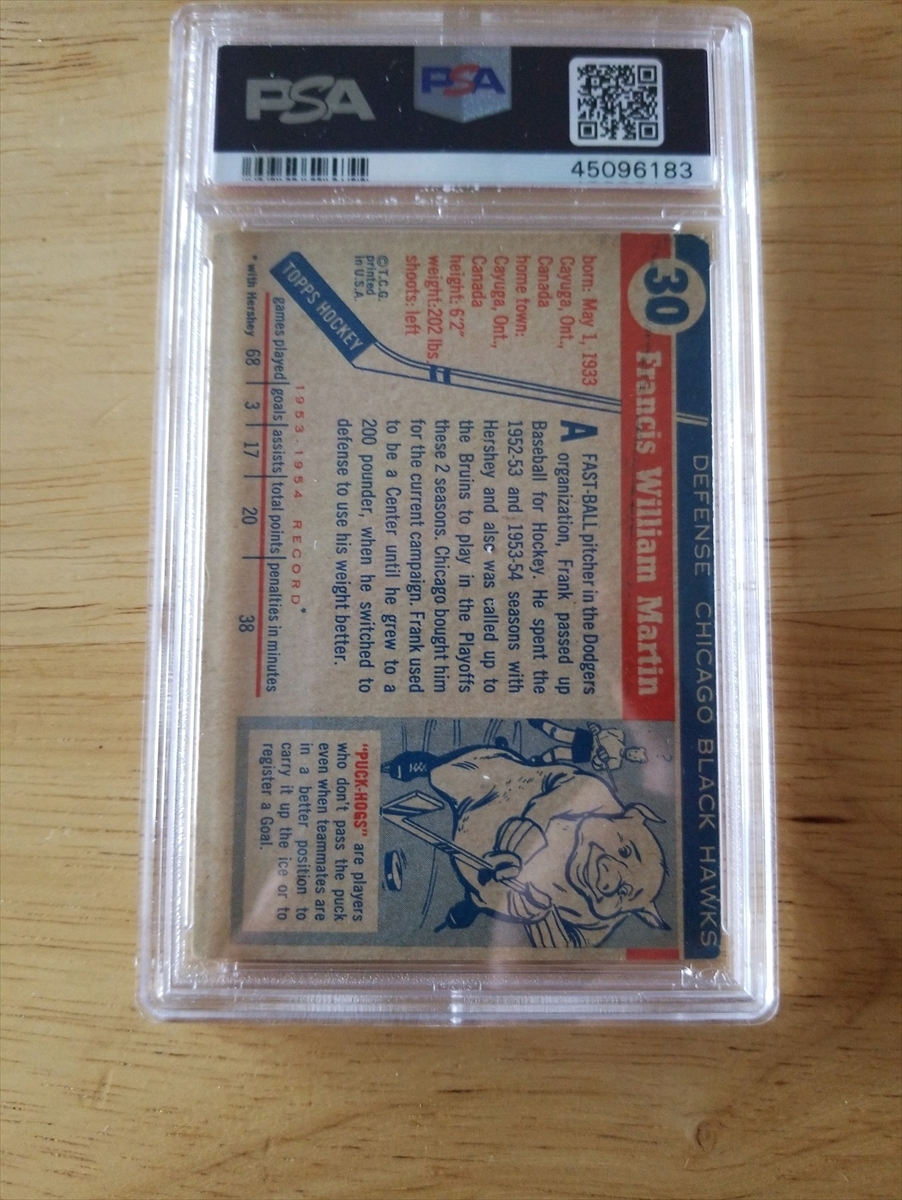 PSA
PSA
45096183
30
DEFENSE CHICAGO BLACK HAWKS
Francis William Martin
born: May 1, 1933
Cayuga, Ont.,
Canada
home town:
Cayuga, Ont.,
Canada
height: 6'2"
weight: 202 lbs.
shoots: left
©T.C.G.
printed
in U.S.A.
TOPPS HOCKEY
A FAST-BALL pitcher in the Dodgers
organization, Frank passed up
Baseball for Hockey. He spent the
1952-53 and 1953-54 seasons with
Hershey and also was called up to
the Bruins to play in the Playoffs
these 2 seasons. Chicago bought him
for the current campaign. Frank used
to be a Center until he grew to a
200 pounder, when he switched to
defense to use his weight better.
1953-1954 RECORD*
games played goals assists total points penalties in minutes
*with Hershey 68 3 17 20 38
"PUCK-HOGS" are players
who don't pass the puck
even when teammates are
in a better position to
carry it up the ice or to
register a Goal.